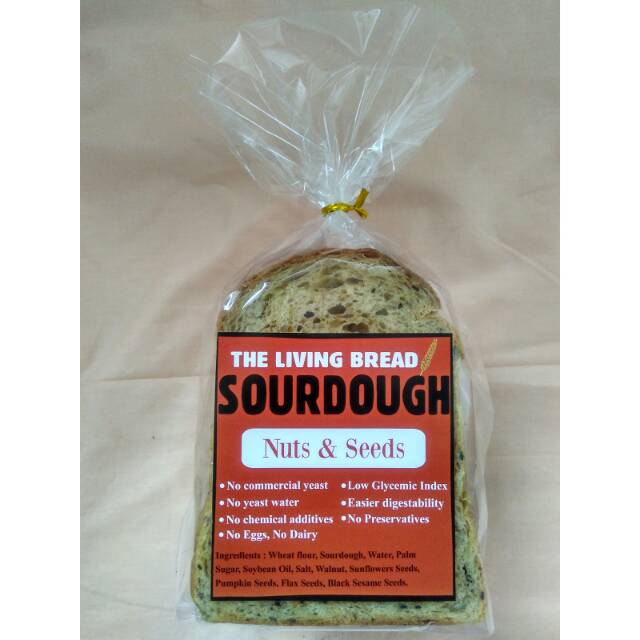 THE LIVING BREAD
SOURDOUGH
Nuts & Seeds
• No commercial yeast
• No yeast water
• No chemical additives
• No Eggs, No Dairy
• Low Glycemic Index
• Easier digestability
• No Preservatives
Ingredients : Wheat flour, Sourdough, Water, Palm
Sugar, Soybean Oil, Salt, Walnut, Sunflowers Seeds,
Pumpkin Seeds, Flax Seeds, Black Sesame Seeds.